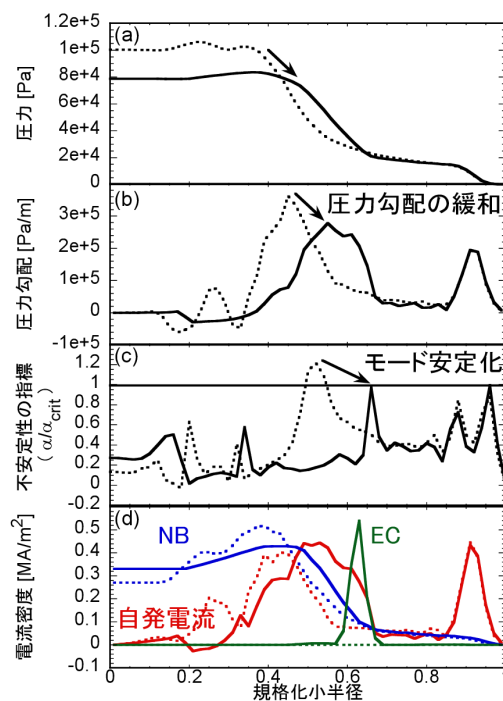 (a)
1.2e+5
1e+5
8e+4
6e+4
4e+4
2e+4
0
圧力 [Pa]
(b)
圧力勾配の緩和
3e+5
2e+5
1e+5
0
-1e+5
圧力勾配 [Pa/m]
(c)
モード安定化
1.2
1
0.8
0.6
0.4
0.2
0
-0.2
不安定性の指標
( α/αcrit )
(d)
NB
EC
自発電流
0.5
0.4
0.3
0.2
0.1
0
-0.1
電流密度 [MA/m²]
0
0.2
0.4
0.6
0.8
規格化小半径